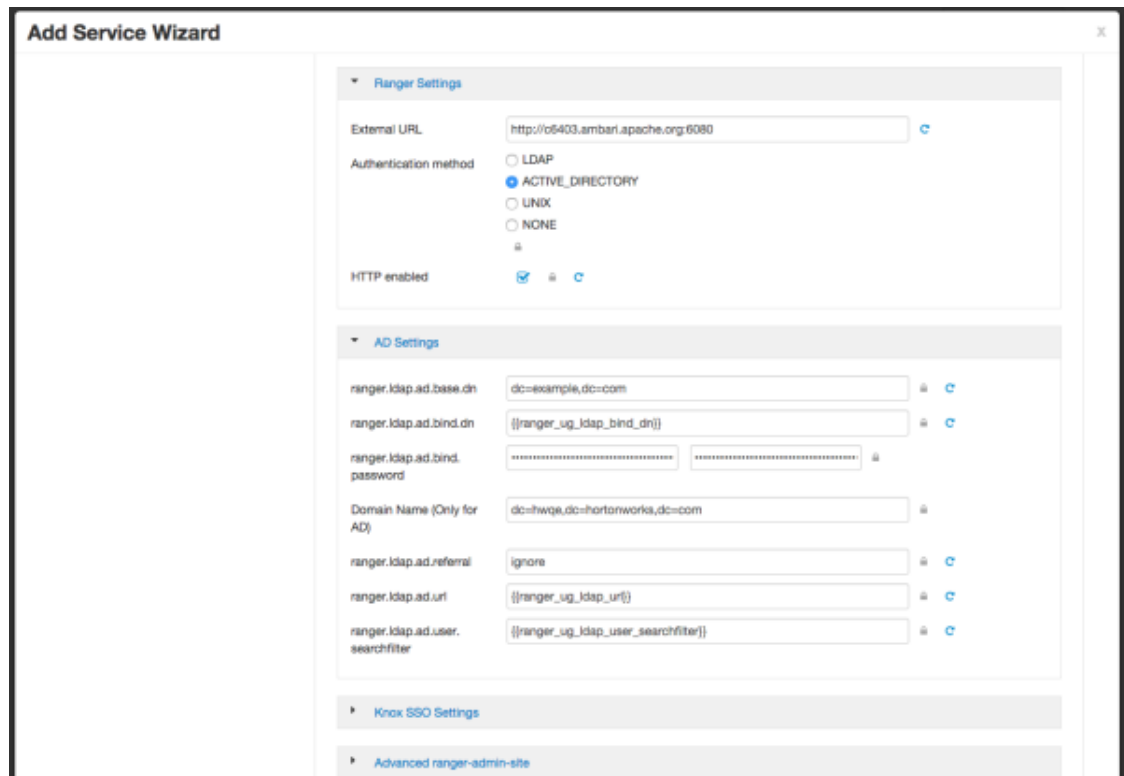 Add Service Wizard
x
Ranger Settings
External URL
http://c6403.ambari.apache.org:6080
Authentication method
LDAP
ACTIVE_DIRECTORY
UNIX
NONE
HTTP enabled
AD Settings
ranger.ldap.ad.base.dn
dc=example,dc=com
ranger.ldap.ad.bind.dn
{{ranger_ug_ldap_bind_dn}}
ranger.ldap.ad.bind.
password
Domain Name (Only for
AD)
dc=hwqe,dc=hortonworks,dc=com
ranger.ldap.ad.referral
ignore
ranger.ldap.ad.url
{{ranger_ug_ldap_url}}
ranger.ldap.ad.user.
searchfilter
{{ranger_ug_ldap_user_searchfilter}}
Knox SSO Settings
Advanced ranger-admin-site